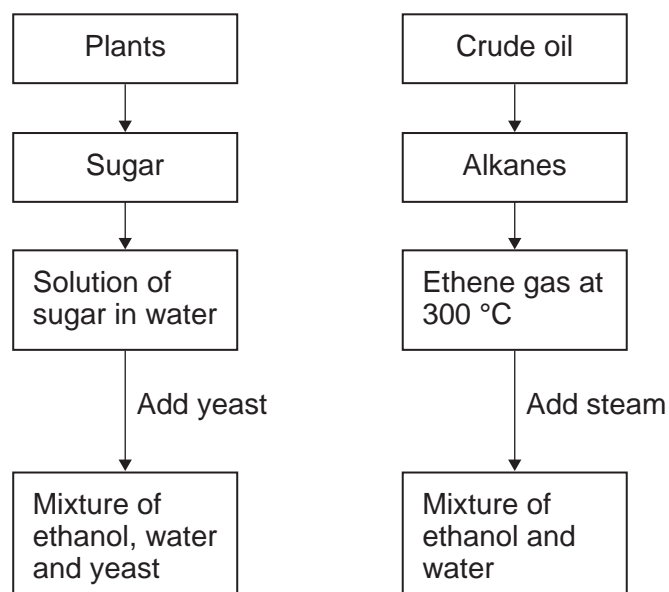 Plants
Sugar
Solution of
sugar in water
Add yeast
Mixture of
ethanol, water
and yeast
Crude oil
Alkanes
Ethene gas at
300 °C
Add steam
Mixture of
ethanol and
water